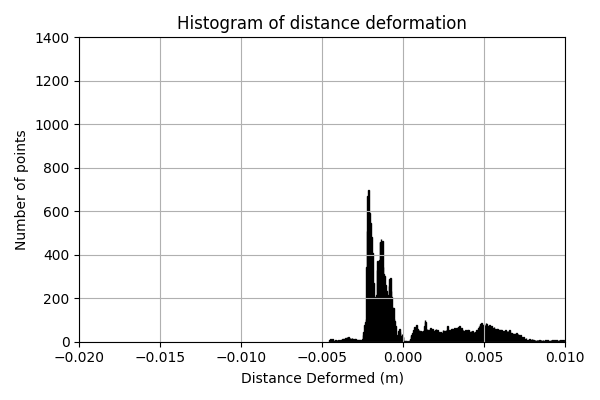 Histogram of distance deformation
1400
1200
1000
800
600
400
200
0
Number of points
−0.020 −0.015 −0.010 −0.005 0.000 0.005 0.010
Distance Deformed (m)